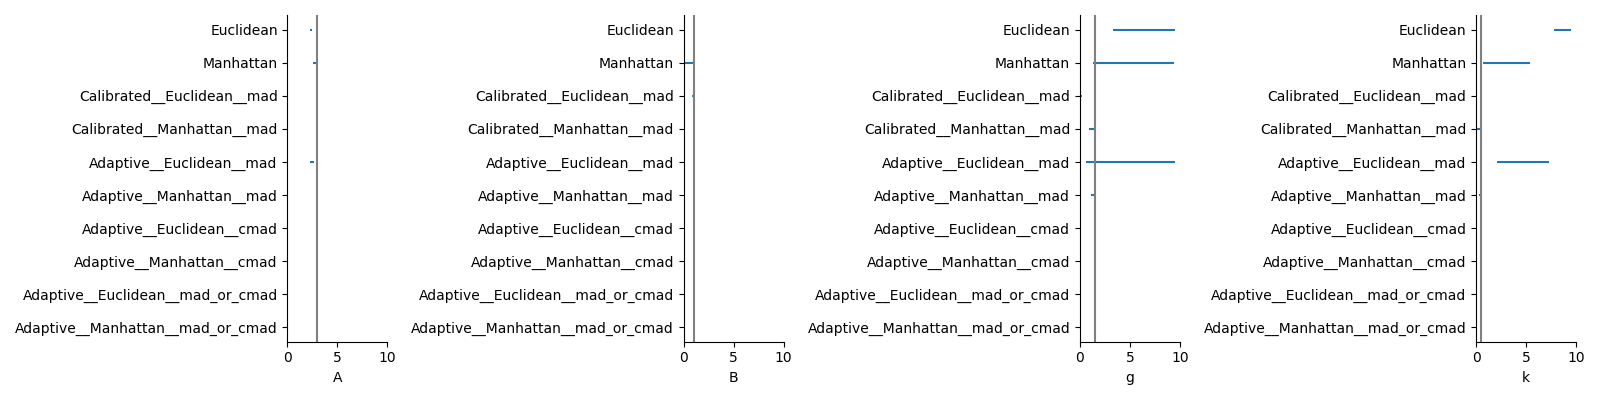 Euclidean
Manhattan
Calibrated__Euclidean__mad
Calibrated__Manhattan__mad
Adaptive__Euclidean__mad
Adaptive__Manhattan__mad
Adaptive__Euclidean__cmad
Adaptive__Manhattan__cmad
Adaptive__Euclidean__mad_or_cmad
Adaptive__Manhattan__mad_or_cmad
0 5 10
A
Euclidean
Manhattan
Calibrated__Euclidean__mad
Calibrated__Manhattan__mad
Adaptive__Euclidean__mad
Adaptive__Manhattan__mad
Adaptive__Euclidean__cmad
Adaptive__Manhattan__cmad
Adaptive__Euclidean__mad_or_cmad
Adaptive__Manhattan__mad_or_cmad
0 5 10
B
Euclidean
Manhattan
Calibrated__Euclidean__mad
Calibrated__Manhattan__mad
Adaptive__Euclidean__mad
Adaptive__Manhattan__mad
Adaptive__Euclidean__cmad
Adaptive__Manhattan__cmad
Adaptive__Euclidean__mad_or_cmad
Adaptive__Manhattan__mad_or_cmad
0 5 10
g
Euclidean
Manhattan
Calibrated__Euclidean__mad
Calibrated__Manhattan__mad
Adaptive__Euclidean__mad
Adaptive__Manhattan__mad
Adaptive__Euclidean__cmad
Adaptive__Manhattan__cmad
Adaptive__Euclidean__mad_or_cmad
Adaptive__Manhattan__mad_or_cmad
0 5 10
k